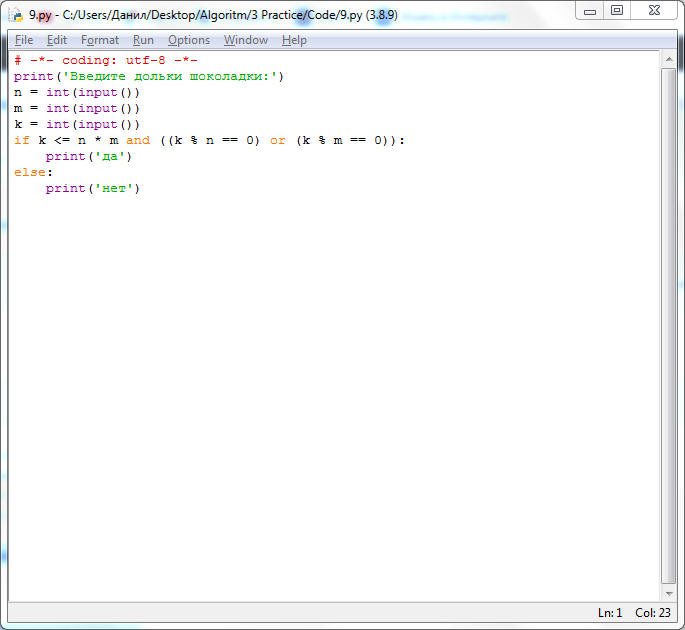 9.py - C:/Users/Данил/Desktop/Algoritm/3 Practice/Code/9.py (3.8.9)
File Edit Format Run Options Window Help
# -*- coding: utf-8 -*-
print('Введите дольки шоколадки:')
n = int(input())
m = int(input())
k = int(input())
if k <= n * m and ((k % n == 0) or (k % m == 0)):
    print('да')
else:
    print('нет')
Ln: 1 Col: 23